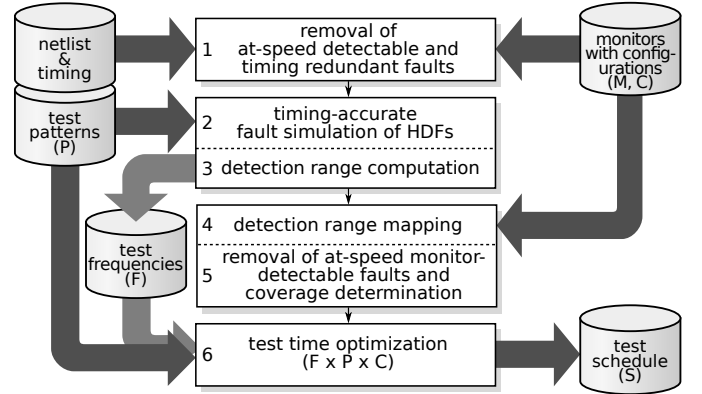 netlist
&
timing
test
patterns
(P)
1
removal of
at-speed detectable and
timing redundant faults
monitors
with config-
urations
(M, C)
2
timing-accurate
fault simulation of HDFs
3 detection range computation
4 detection range mapping
5
removal of at-speed monitor-
detectable faults and
coverage determination
test
frequencies
(F)
6
test time optimization
(F x P x C)
test
schedule
(S)